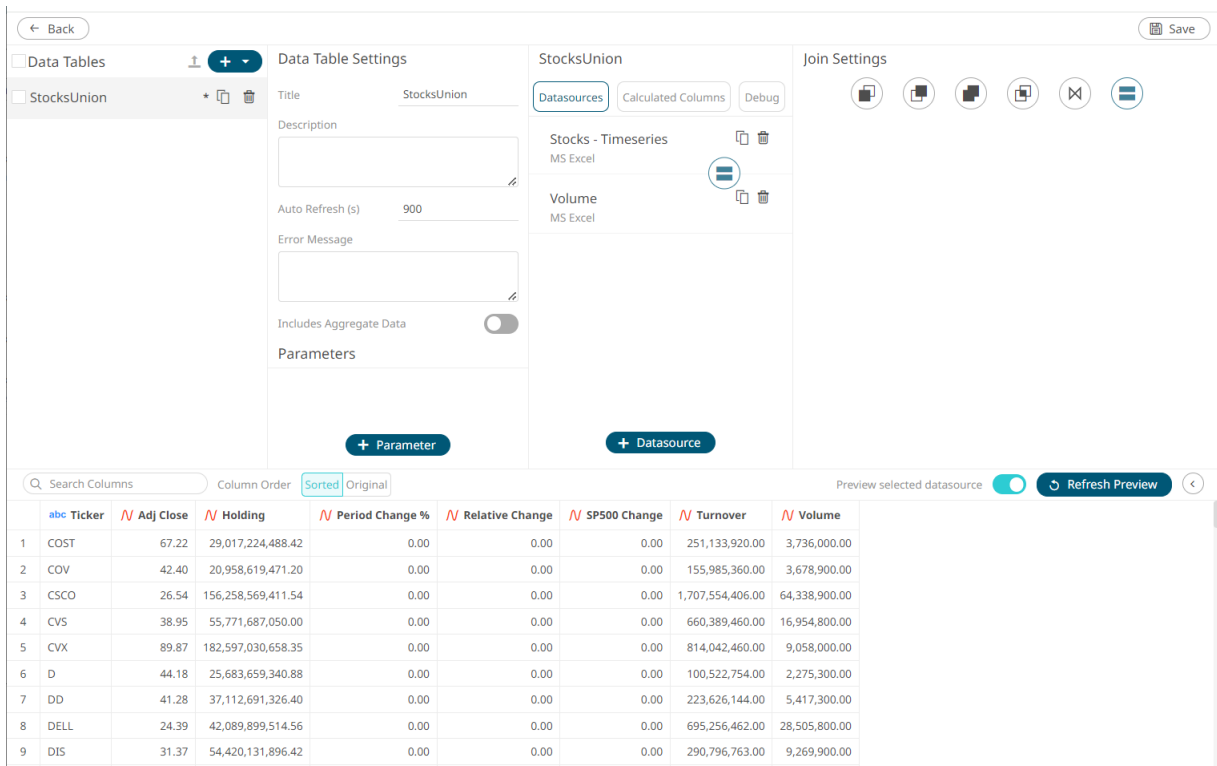 ← Back
Save
Data Tables
StocksUnion *
Data Table Settings
Title StocksUnion
Description
Auto Refresh (s) 900
Error Message
Includes Aggregate Data
Parameters
+ Parameter
StocksUnion
Datasources Calculated Columns Debug
Stocks - Timeseries
MS Excel
Volume
MS Excel
+ Datasource
Join Settings
Search Columns Column Order Sorted Original Preview selected datasource Refresh Preview
abc Ticker Adj Close Holding Period Change % Relative Change SP500 Change Turnover Volume
1 COST 67.22 29,017,224,488.42 0.00 0.00 0.00 251,133,920.00 3,736,000.00
2 COV 42.40 20,958,619,471.20 0.00 0.00 0.00 155,985,360.00 3,678,900.00
3 CSCO 26.54 156,258,569,411.54 0.00 0.00 0.00 1,707,554,406.00 64,338,900.00
4 CVS 38.95 55,771,687,050.00 0.00 0.00 0.00 660,389,460.00 16,954,800.00
5 CVX 89.87 182,597,030,658.35 0.00 0.00 0.00 814,042,460.00 9,058,000.00
6 D 44.18 25,683,659,340.88 0.00 0.00 0.00 100,522,754.00 2,275,300.00
7 DD 41.28 37,112,691,326.40 0.00 0.00 0.00 223,626,144.00 5,417,300.00
8 DELL 24.39 42,089,899,514.56 0.00 0.00 0.00 695,256,462.00 28,505,800.00
9 DIS 31.37 54,420,131,896.42 0.00 0.00 0.00 290,796,763.00 9,269,900.00